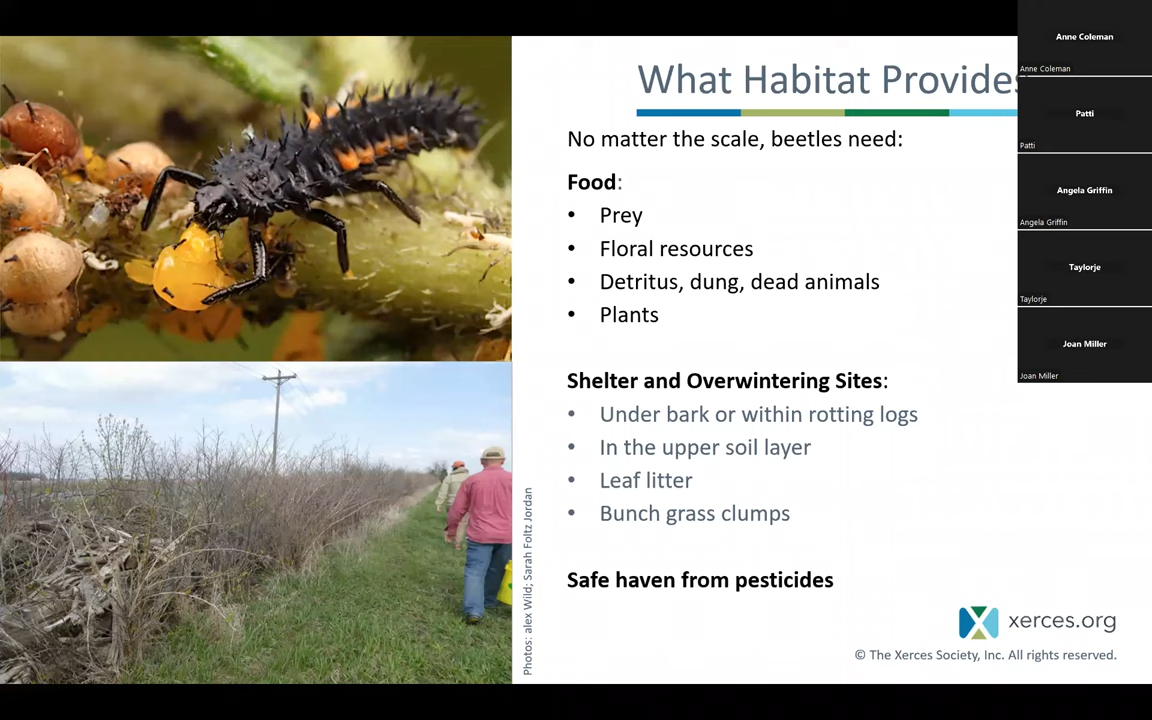 What Habitat Provides
No matter the scale, beetles need:
Food:
• Prey
• Floral resources
• Detritus, dung, dead animals
• Plants
Shelter and Overwintering Sites:
• Under bark or within rotting logs
• In the upper soil layer
• Leaf litter
• Bunch grass clumps
Safe haven from pesticides
Photos: alex Wild; Sarah Foltz Jordan
xerces.org
© The Xerces Society, Inc. All rights reserved.
Anne Coleman
Anne Coleman
Patti
Patti
Angela Griffin
Angela Griffin
Taylorje
Taylorje
Joan Miller
Joan Miller